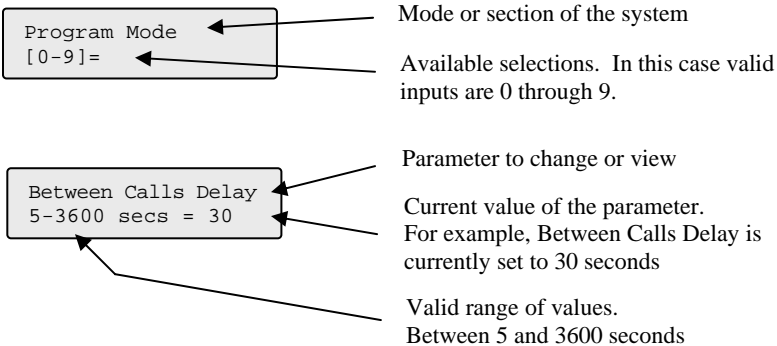 Program Mode
[0-9]=
Mode or section of the system
Available selections.  In this case valid
inputs are 0 through 9.
Between Calls Delay
5-3600 secs = 30
Parameter to change or view
Current value of the parameter.
For example, Between Calls Delay is
currently set to 30 seconds
Valid range of values.
Between 5 and 3600 seconds